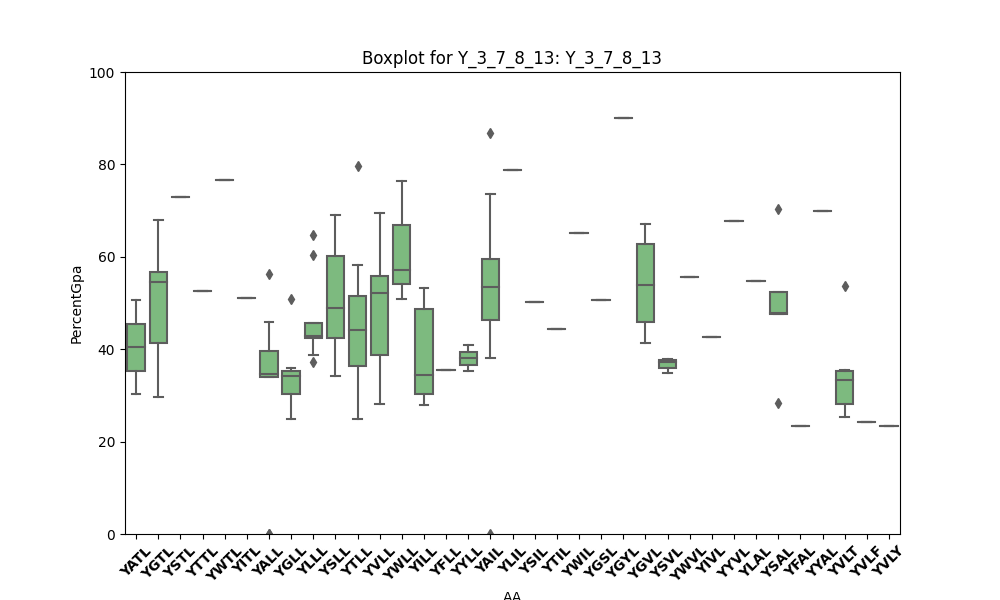 Boxplot for Y_3_7_8_13: Y_3_7_8_13
PercentGpa
100
80
60
40
20
0
YATL
YGTL
YSTL
YTTL
YWTL
YITL
YALL
YGLL
YLLL
YSLL
YTLL
YVLL
YWLL
YILL
YFLL
YYLL
YAIL
YLIL
YSIL
YTIL
YWIL
YGSL
YGYL
YGVL
YSVL
YWVL
YIVL
YYVL
YLAL
YSAL
YFAL
YYAL
YVLT
YVLF
YVLY
AA